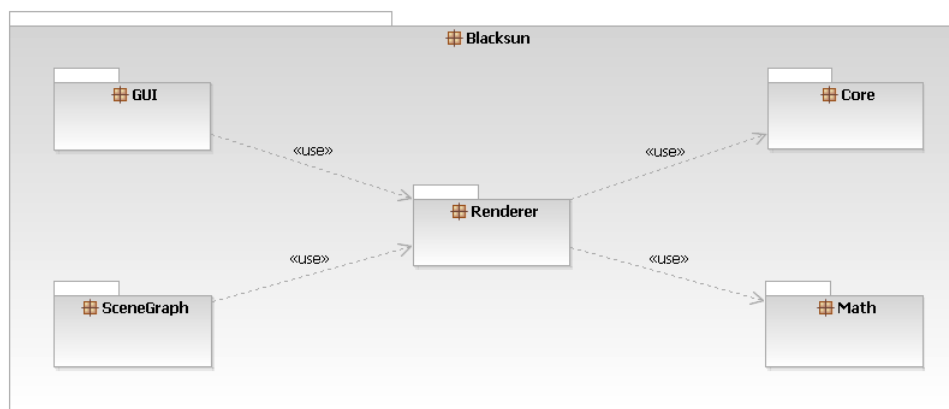 Blacksun
GUI
Core
«use»
«use»
Renderer
«use»
«use»
SceneGraph
Math